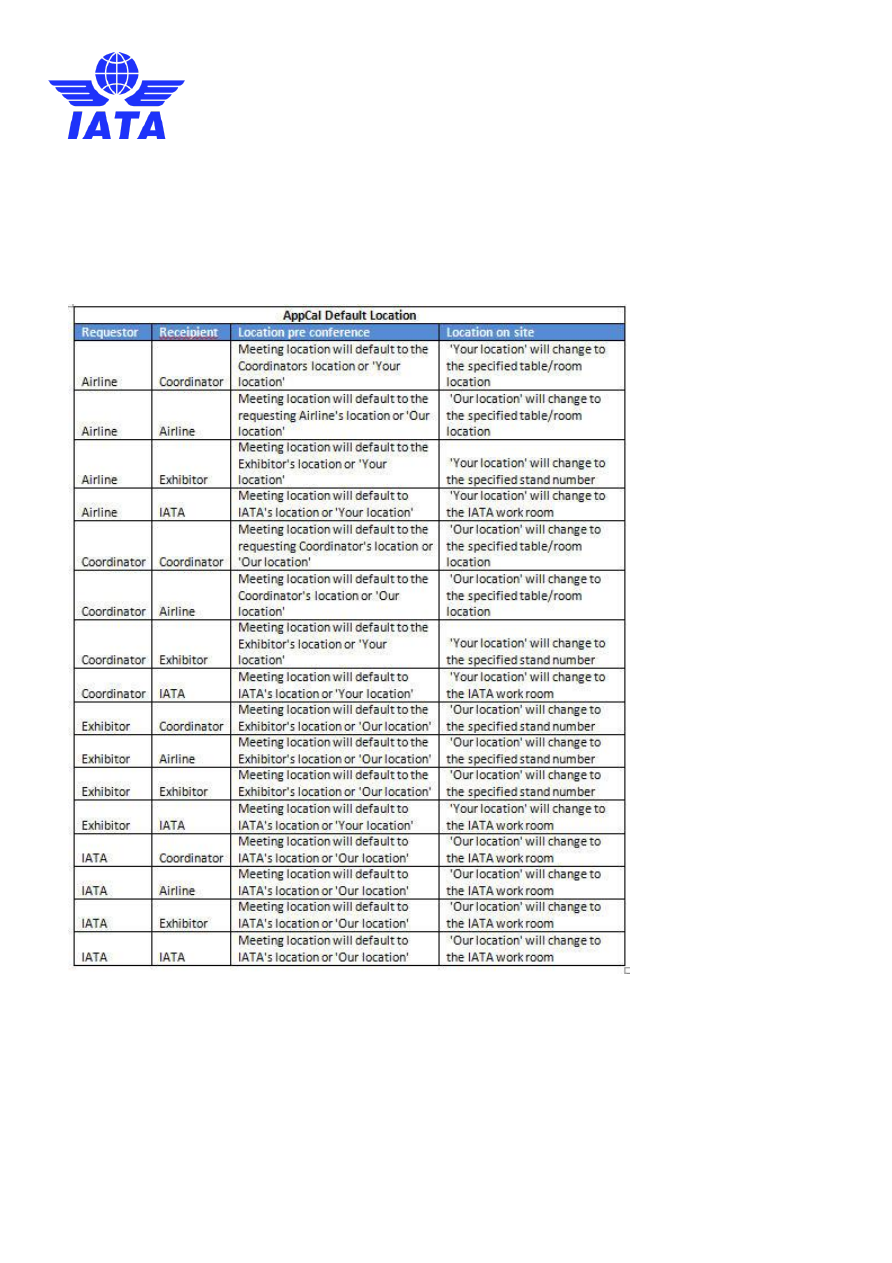 IATA
AppCal Default Location
Requestor Receipient Location pre conference Location on site
Meeting location will default to the 'Your location' will change to
Coordinators location or 'Your the specified table/room
Airline Coordinator location' location
Meeting location will default to the 'Our location' will change to
requesting Airline's location or 'Our the specified table/room
Airline Airline location' location
Meeting location will default to the
Exhibitor's location or 'Your 'Your location' will change to
Airline Exhibitor location' the specified stand number
Meeting location will default to 'Your location' will change to
Airline IATA IATA's location or 'Your location' the IATA work room
Meeting location will default to the 'Our location' will change to
requesting Coordinator's location or the specified table/room
Coordinator Coordinator 'Our location' location
Meeting location will default to the 'Our location' will change to
Coordinator's location or 'Our the specified table/room
Coordinator Airline location' location
Meeting location will default to the
Exhibitor's location or 'Your 'Your location' will change to
Coordinator Exhibitor location' the specified stand number
Meeting location will default to 'Your location' will change to
Coordinator IATA IATA's location or 'Your location' the IATA work room
Meeting location will default to the 'Our location' will change to
Exhibitor Coordinator Exhibitor's location or 'Our location' the specified stand number
Meeting location will default to the 'Our location' will change to
Exhibitor Airline Exhibitor's location or 'Our location' the specified stand number
Meeting location will default to the 'Our location' will change to
Exhibitor Exhibitor Exhibitor's location or 'Our location' the specified stand number
Meeting location will default to 'Your location' will change to
Exhibitor IATA IATA's location or 'Your location' the IATA work room
Meeting location will default to 'Our location' will change to
IATA Coordinator IATA's location or 'Our location' the IATA work room
Meeting location will default to 'Our location' will change to
IATA Airline IATA's location or 'Our location' the IATA work room
Meeting location will default to 'Our location' will change to
IATA Exhibitor IATA's location or 'Our location' the IATA work room
Meeting location will default to 'Our location' will change to
IATA IATA IATA's location or 'Our location' the IATA work room